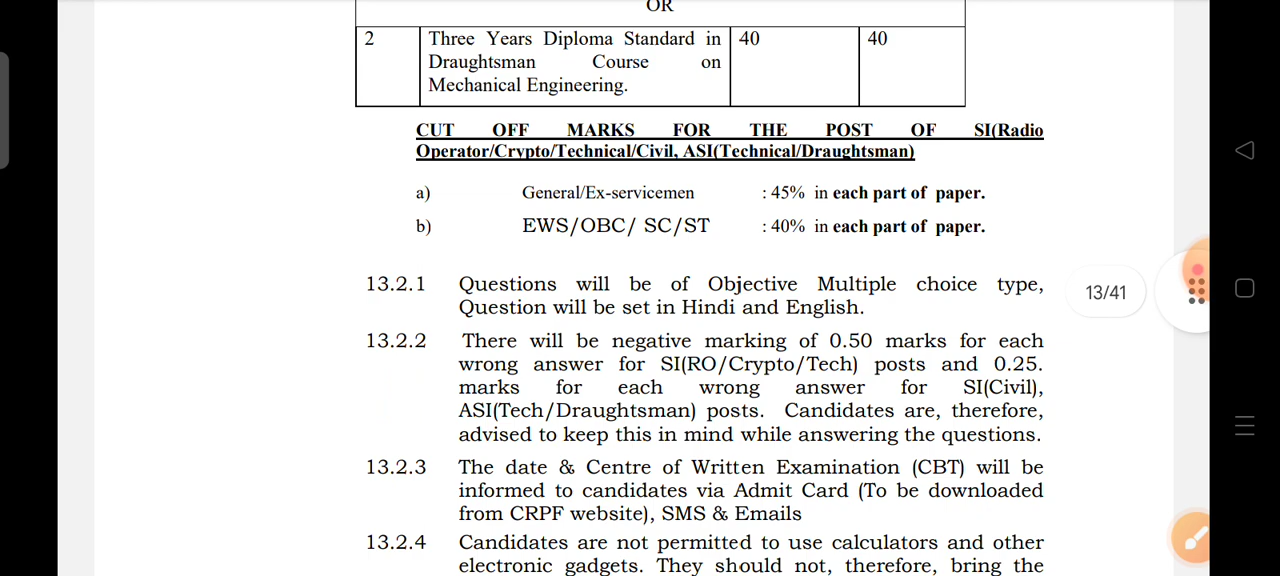 OR
2 Three Years Diploma Standard in 40 40
Draughtsman Course on
Mechanical Engineering.
CUT OFF MARKS FOR THE POST OF SI(Radio
Operator/Crypto/Technical/Civil, ASI(Technical/Draughtsman)
a) General/Ex-servicemen : 45% in each part of paper.
b) EWS/OBC/ SC/ST : 40% in each part of paper.
13.2.1 Questions will be of Objective Multiple choice type,
Question will be set in Hindi and English.
13/41
13.2.2 There will be negative marking of 0.50 marks for each
wrong answer for SI(RO/Crypto/Tech) posts and 0.25.
marks for each wrong answer for SI(Civil),
ASI(Tech/Draughtsman) posts. Candidates are, therefore,
advised to keep this in mind while answering the questions.
13.2.3 The date & Centre of Written Examination (CBT) will be
informed to candidates via Admit Card (To be downloaded
from CRPF website), SMS & Emails
13.2.4 Candidates are not permitted to use calculators and other
electronic gadgets. They should not, therefore, bring the